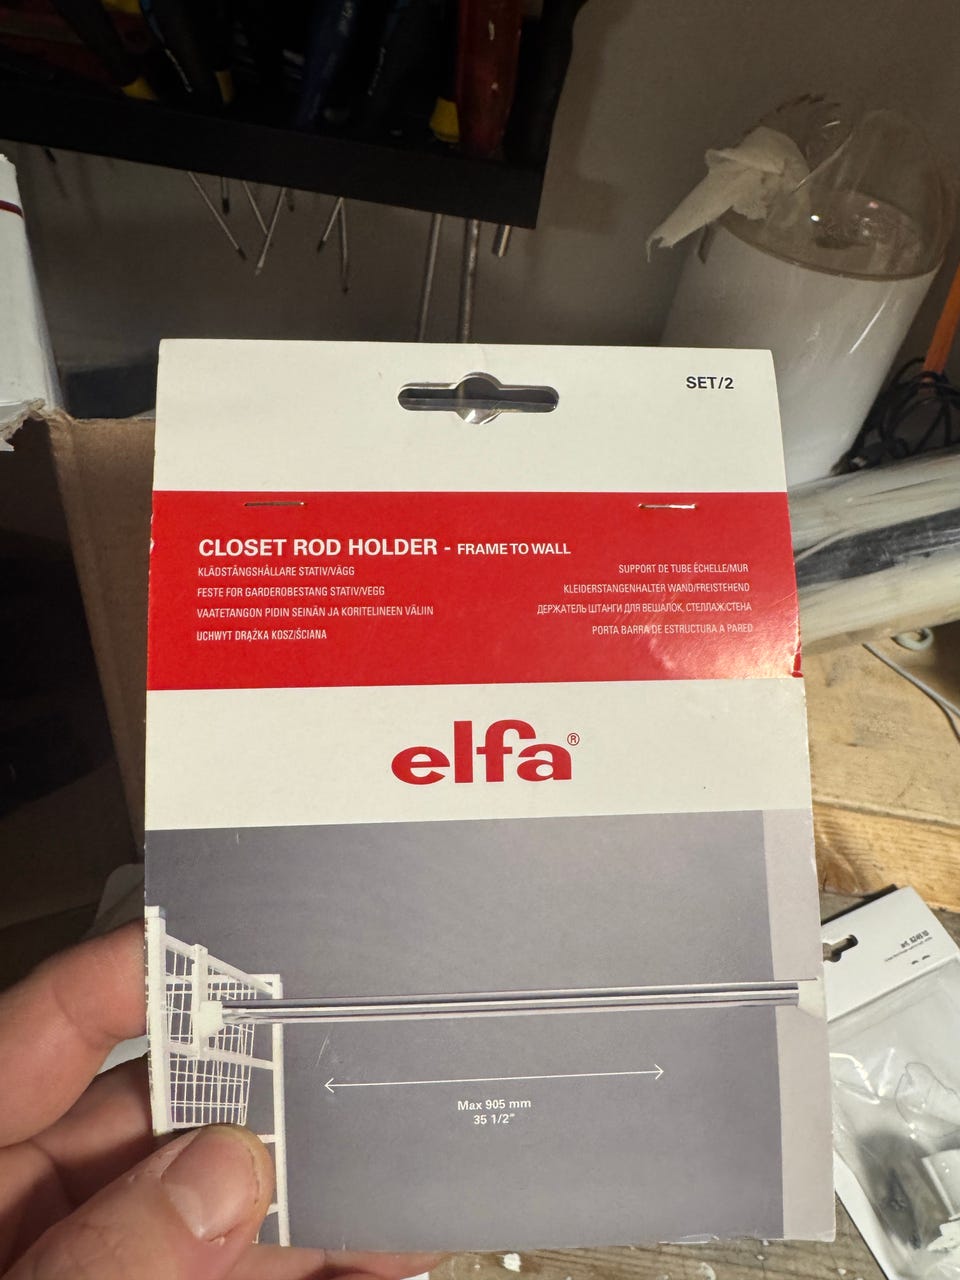 SET/2
CLOSET ROD HOLDER - FRAME TO WALL
KLÄDSTÅNGSHÅLLARE STATIV/VÄGG
FESTE FOR GARDEROBESTANG STATIV/VEGG
VAATETANGON PIDIN SEINÄN JA KORITELINEEN VÄLIIN
UCHWYT DRĄŻKA KOSZ/ŚCIANA
SUPPORT DE TUBE ÉCHELLE/MUR
KLEIDERSTANGENHALTER WAND/FREISTEHEND
ДЕРЖАТЕЛЬ ШТАНГИ ДЛЯ ВЕШАЛОК, СТЕЛЛАЖ/СТЕНА
PORTA BARRA DE ESTRUCTURA A PARED
elfa®
Max 905 mm
35 1/2"